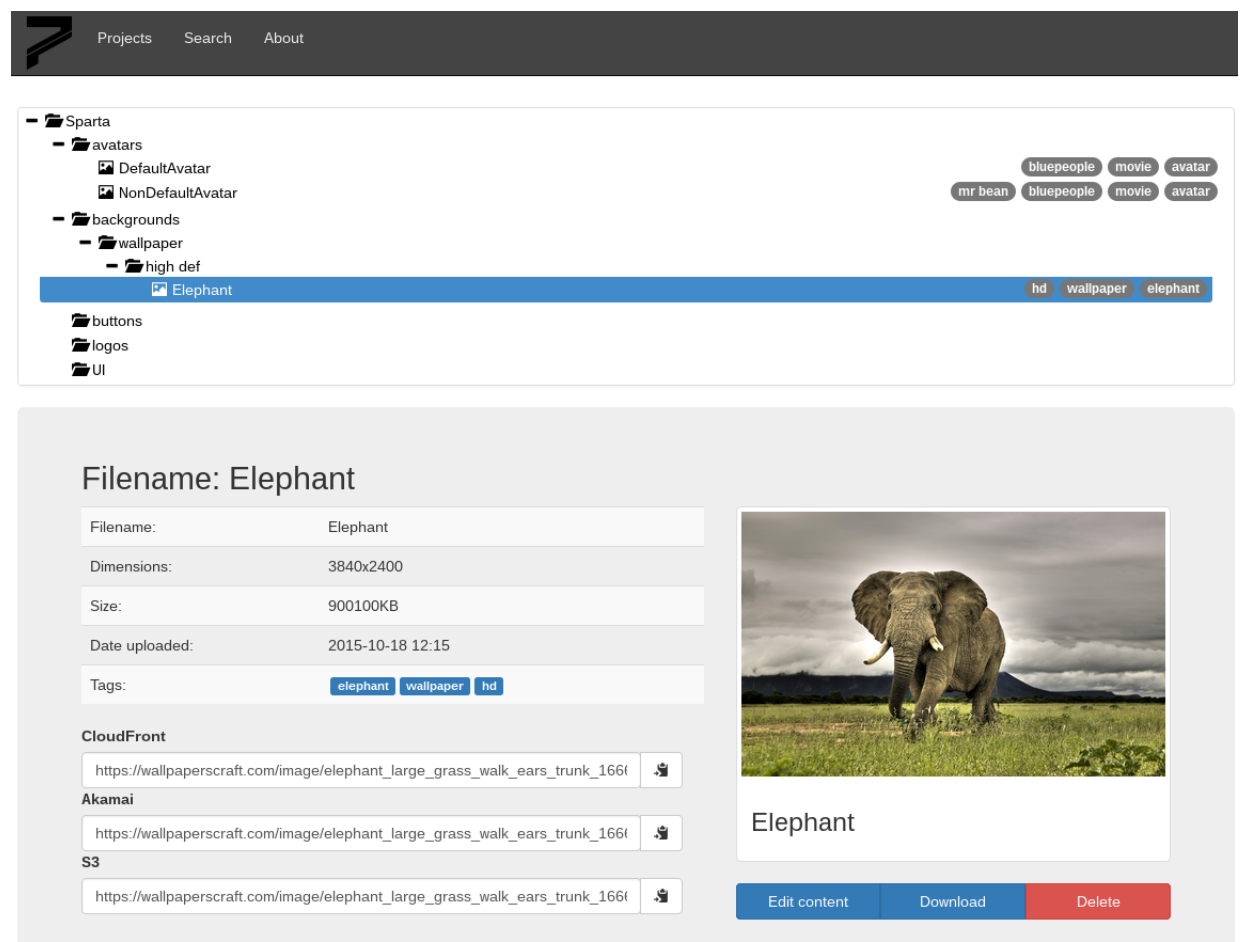 Projects Search About
Sparta
avatars
DefaultAvatar bluepeople movie avatar
NonDefaultAvatar mr bean bluepeople movie avatar
backgrounds
wallpaper
high def
Elephant hd wallpaper elephant
buttons
logos
UI
Filename: Elephant
Filename: Elephant
Dimensions: 3840x2400
Size: 900100KB
Date uploaded: 2015-10-18 12:15
Tags: elephant wallpaper hd
CloudFront
https://wallpaperscraft.com/image/elephant_large_grass_walk_ears_trunk_1666
Akamai
https://wallpaperscraft.com/image/elephant_large_grass_walk_ears_trunk_1666
S3
https://wallpaperscraft.com/image/elephant_large_grass_walk_ears_trunk_1666
Elephant
Edit content Download Delete